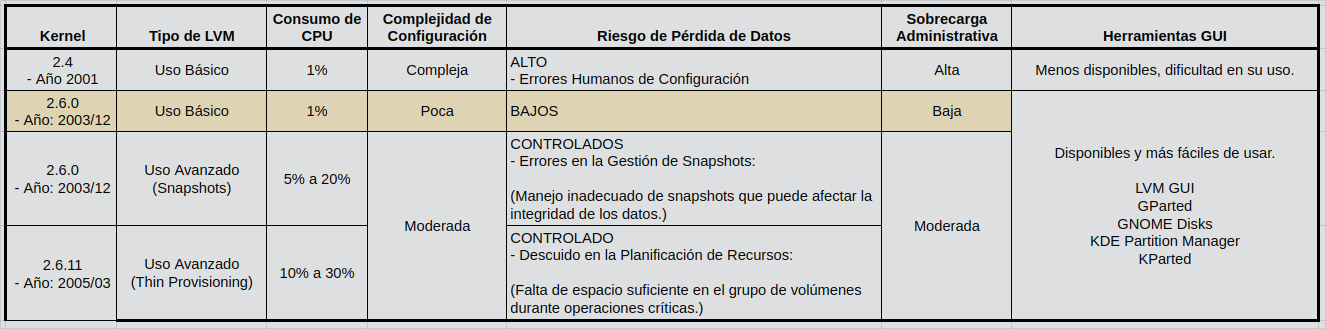 Kernel
Tipo de LVM
Consumo de
CPU
Complejidad de
Configuración
Riesgo de Pérdida de Datos
Sobrecarga
Administrativa
Herramientas GUI
2.4
- Año 2001
Uso Básico
1%
Compleja
ALTO
- Errores Humanos de Configuración
Alta
Menos disponibles, dificultad en su uso.
2.6.0
- Año: 2003/12
Uso Básico
1%
Poca
BAJOS
Baja
Disponibles y más fáciles de usar.
LVM GUI
GParted
GNOME Disks
KDE Partition Manager
KParted
2.6.0
- Año: 2003/12
Uso Avanzado
(Snapshots)
5% a 20%
Moderada
CONTROLADOS
- Errores en la Gestión de Snapshots:
(Manejo inadecuado de snapshots que puede afectar la
integridad de los datos.)
Moderada
2.6.11
- Año: 2005/03
Uso Avanzado
(Thin Provisioning)
10% a 30%
CONTROLADO
- Descuido en la Planificación de Recursos:
(Falta de espacio suficiente en el grupo de volúmenes
durante operaciones críticas.)